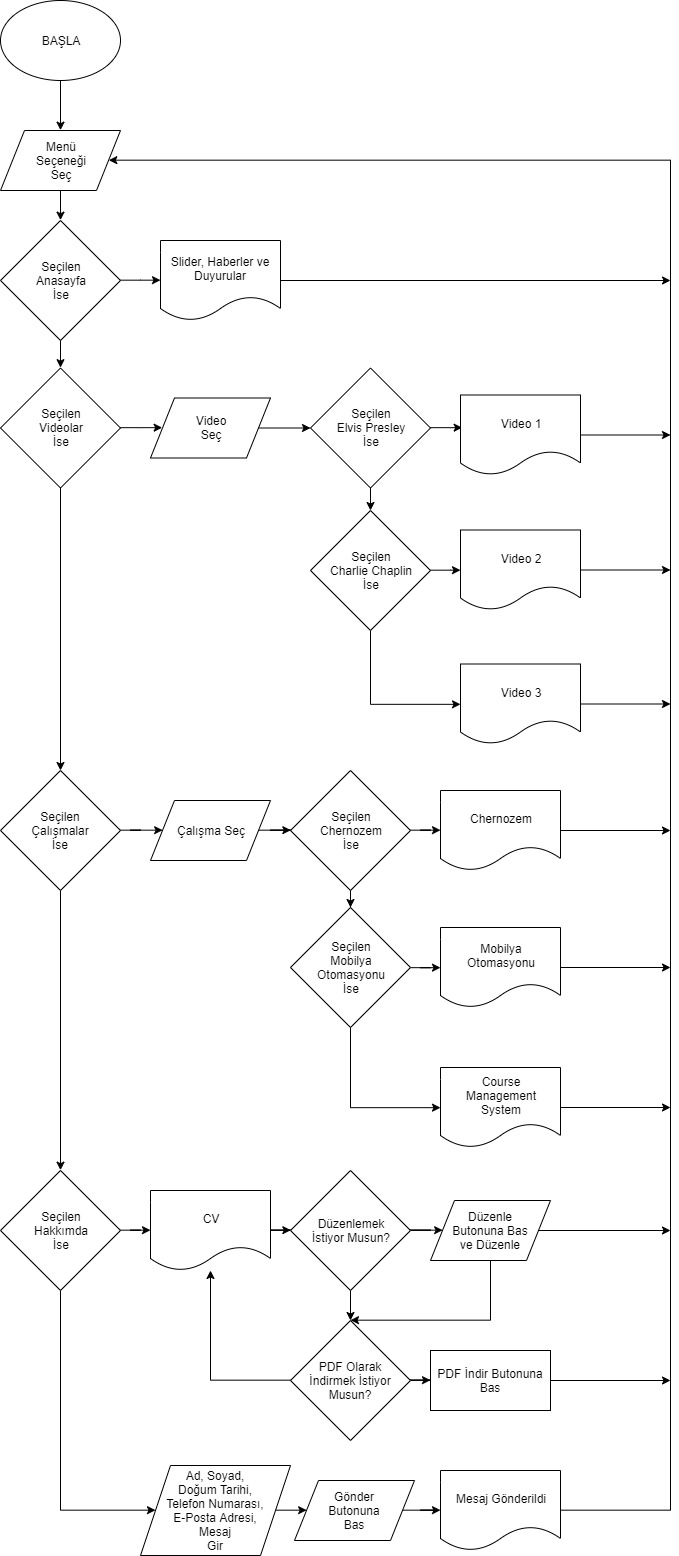 BAŞLA
Menü
Seçeneği
Seç
Seçilen
Anasayfa
İse
Slider, Haberler ve
Duyurular
Seçilen
Videolar
İse
Video
Seç
Seçilen
Elvis Presley
İse
Video 1
Seçilen
Charlie Chaplin
İse
Video 2
Video 3
Seçilen
Çalışmalar
İse
Çalışma Seç
Seçilen
Chernozem
İse
Chernozem
Seçilen
Mobilya
Otomasyonu
İse
Mobilya
Otomasyonu
Course
Management
System
Seçilen
Hakkımda
İse
CV
Düzenlemek
İstiyor Musun?
Düzenle
Butonuna Bas
ve Düzenle
PDF Olarak
İndirmek İstiyor
Musun?
PDF İndir Butonuna
Bas
Ad, Soyad,
Doğum Tarihi,
Telefon Numarası,
E-Posta Adresi,
Mesaj
Gir
Gönder
Butonuna
Bas
Mesaj Gönderildi